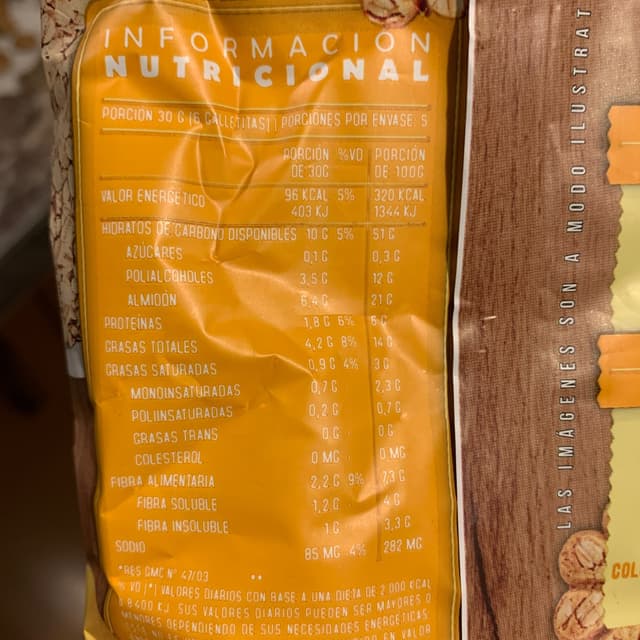 INFORMACIÓN
NUTRICIONAL
PORCIÓN 30 G (6 GALLETITAS) | PORCIONES POR ENVASE: 5
PORCIÓN %VD PORCIÓN
DE 30G DE 100G
VALOR ENERGÉTICO 96 KCAL 5% 320 KCAL
403 KJ 1344 KJ
HIDRATOS DE CARBONO DISPONIBLES 10 G 5% 51 G
AZÚCARES 0,1 G 0,3 G
POLIALCOHOLES 3,5 G 12 G
ALMIDÓN 6,4 G 21 G
PROTEÍNAS 1,8 G 6% 6 G
GRASAS TOTALES 4,2 G 8% 14 G
GRASAS SATURADAS 0,9 G 4% 3 G
MONOINSATURADAS 0,7 G 2,3 G
POLIINSATURADAS 0,2 G 0,7 G
GRASAS TRANS 0 G 0 G
COLESTEROL 0 MG 0 MG
FIBRA ALIMENTARIA 2,2 G 9% 7,3 G
FIBRA SOLUBLE 1,2 G 4 G
FIBRA INSOLUBLE 1 G 3,3 G
SODIO 85 MG 4% 282 MG
*RES GMC N° 47/03 **
% VD (*) VALORES DIARIOS CON BASE A UNA DIETA DE 2.000 KCAL
O 8400 KJ. SUS VALORES DIARIOS PUEDEN SER MAYORES O
MENORES DEPENDIENDO DE SUS NECESIDADES ENERGÉTICAS.
EN VALOR
LAS IMÁGENES SON A MODO ILUSTRAT
COL